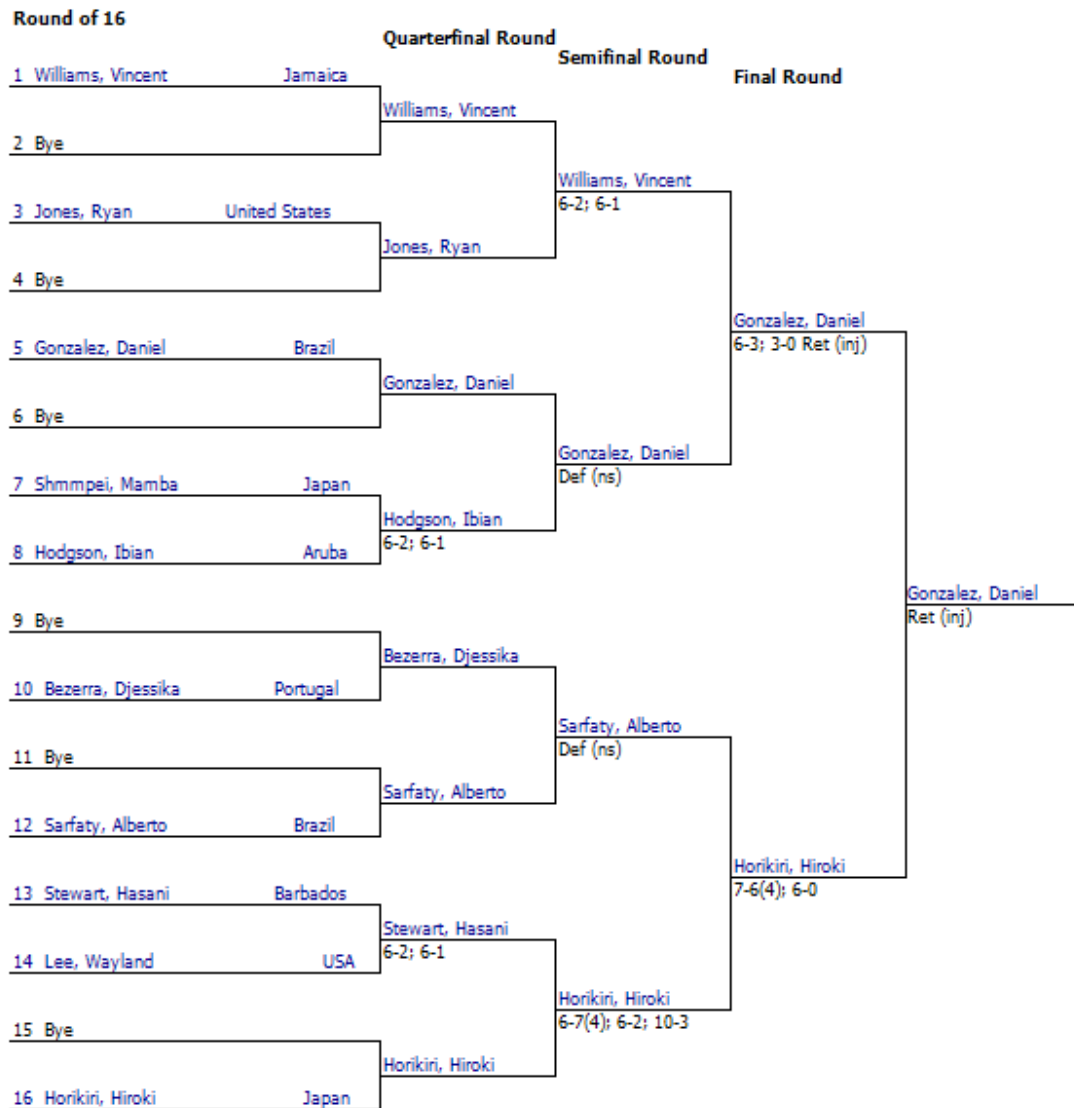 Round of 16
Quarterfinal Round
Semifinal Round
Final Round
1 Williams, Vincent Jamaica
Williams, Vincent
2 Bye
Williams, Vincent
6-2; 6-1
3 Jones, Ryan United States
Jones, Ryan
4 Bye
Gonzalez, Daniel
6-3; 3-0 Ret (inj)
5 Gonzalez, Daniel Brazil
Gonzalez, Daniel
6 Bye
Gonzalez, Daniel
Def (ns)
7 Shmmpei, Mamba Japan
Hodgson, Ibian
6-2; 6-1
8 Hodgson, Ibian Aruba
Gonzalez, Daniel
Ret (inj)
9 Bye
Bezerra, Djessika
10 Bezerra, Djessika Portugal
Sarfaty, Alberto
Def (ns)
11 Bye
Sarfaty, Alberto
12 Sarfaty, Alberto Brazil
Horikiri, Hiroki
7-6(4); 6-0
13 Stewart, Hasani Barbados
Stewart, Hasani
6-2; 6-1
14 Lee, Wayland USA
Horikiri, Hiroki
6-7(4); 6-2; 10-3
15 Bye
Horikiri, Hiroki
16 Horikiri, Hiroki Japan